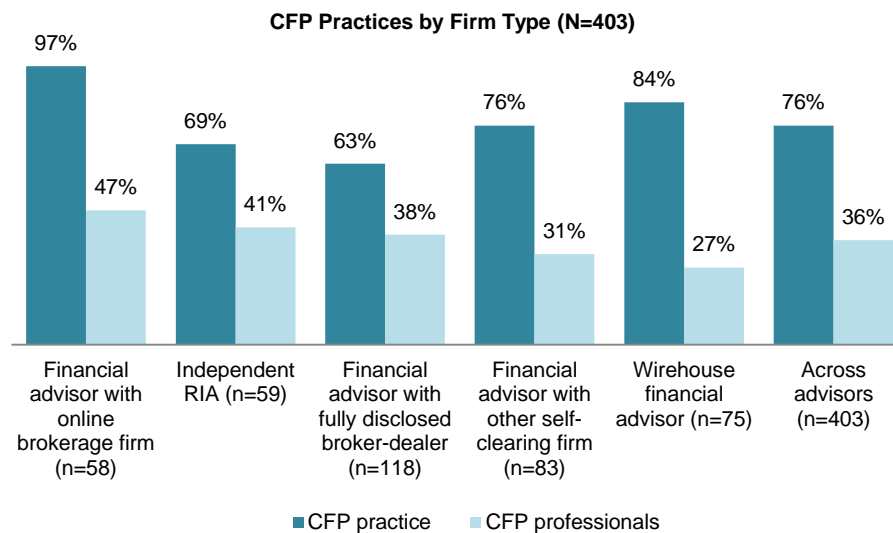 CFP Practices by Firm Type (N=403)
97%
47%
69%
41%
63%
38%
76%
31%
84%
27%
76%
36%
Financial
advisor with
online
brokerage firm
(n=58)
Independent
RIA (n=59)
Financial
advisor with
fully disclosed
broker-dealer
(n=118)
Financial
advisor with
other self-
clearing firm
(n=83)
Wirehouse
financial
advisor (n=75)
Across
advisors
(n=403)
CFP practice
CFP professionals